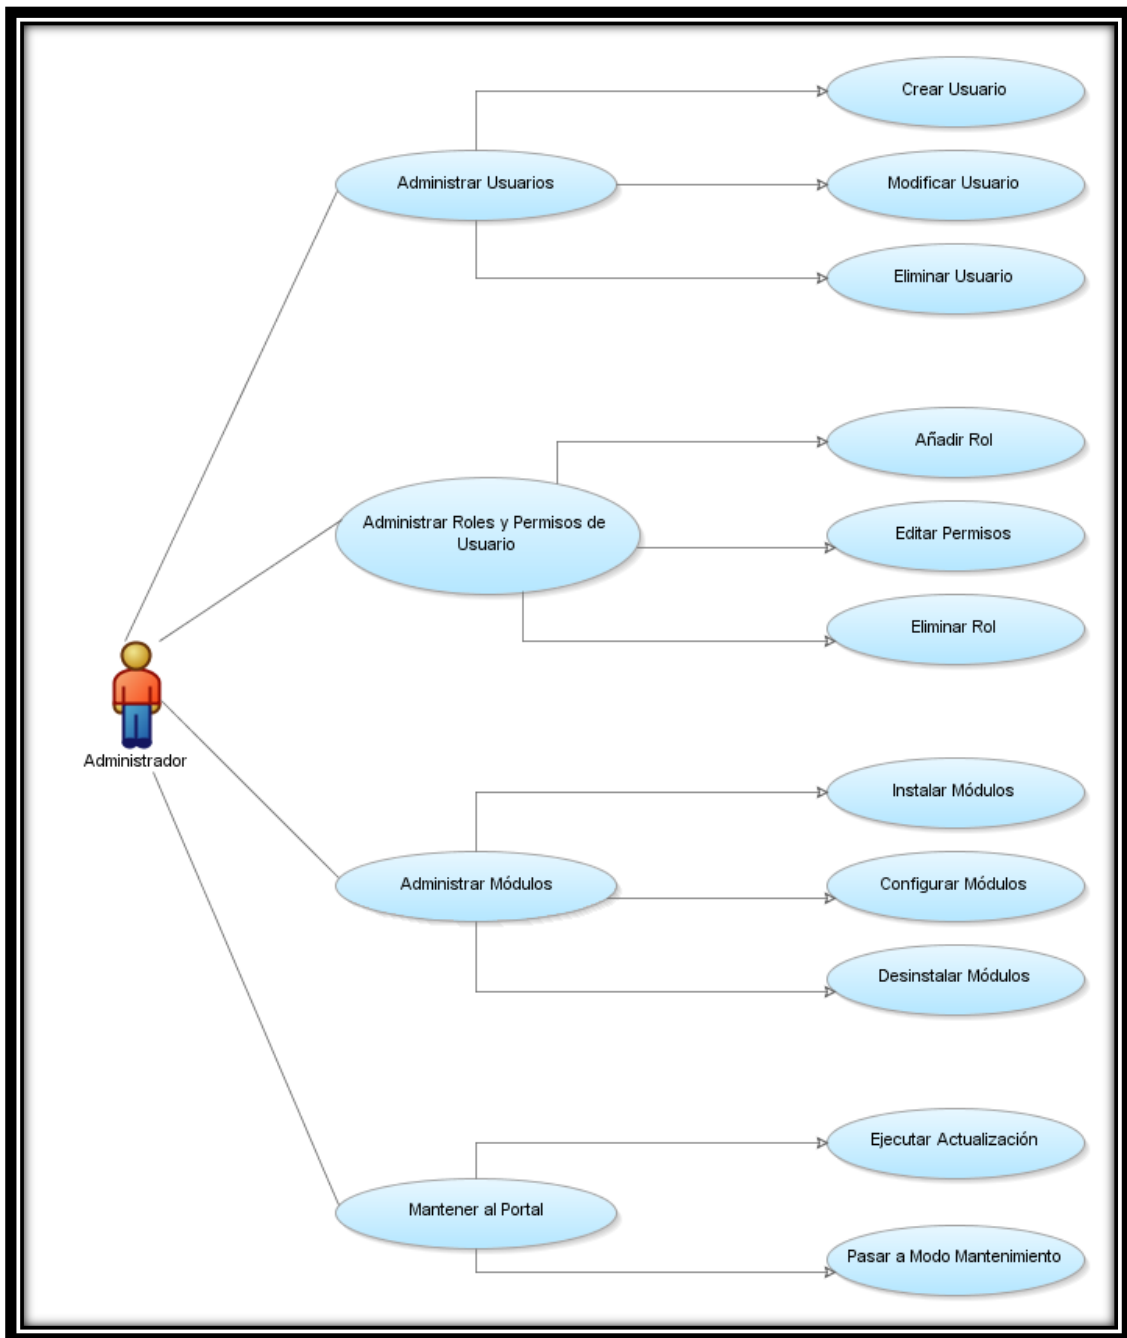 Crear Usuario
Administrar Usuarios
Modificar Usuario
Eliminar Usuario
Añadir Rol
Administrar Roles y Permisos de
Usuario
Editar Permisos
Eliminar Rol
Administrador
Instalar Módulos
Administrar Módulos
Configurar Módulos
Desinstalar Módulos
Ejecutar Actualización
Mantener al Portal
Pasar a Modo Mantenimiento